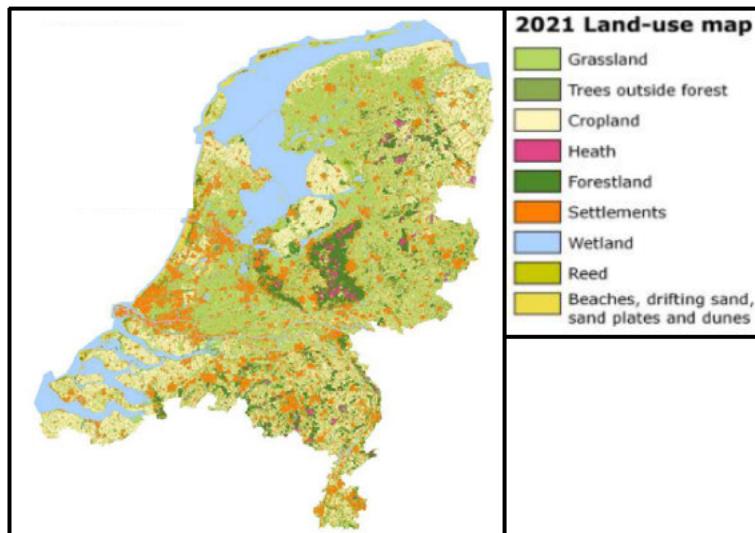 2021 Land-use map
Grassland
Trees outside forest
Cropland
Heath
Forestland
Settlements
Wetland
Reed
Beaches, drifting sand,
sand plates and dunes